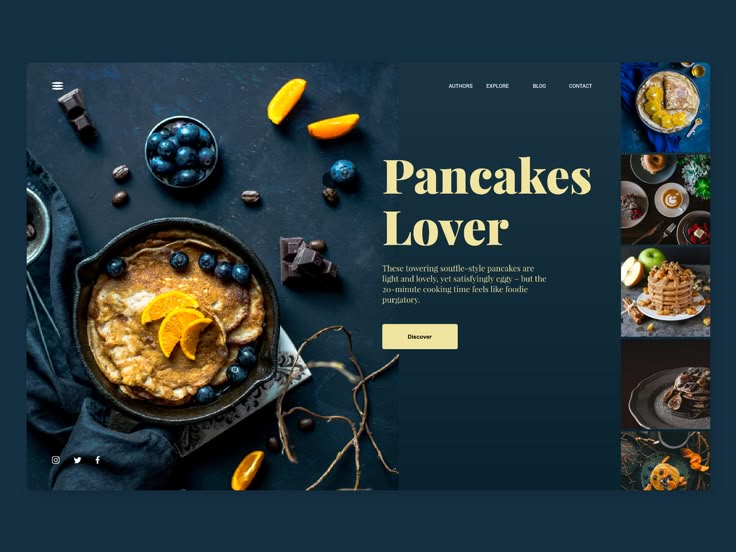 AUTHORS EXPLORE BLOG CONTACT
Pancakes
Lover
These towering souffle-style pancakes are
light and lovely, yet satisfyingly eggy – but the
20-minute cooking time feels like foodie
purgatory.
Discover